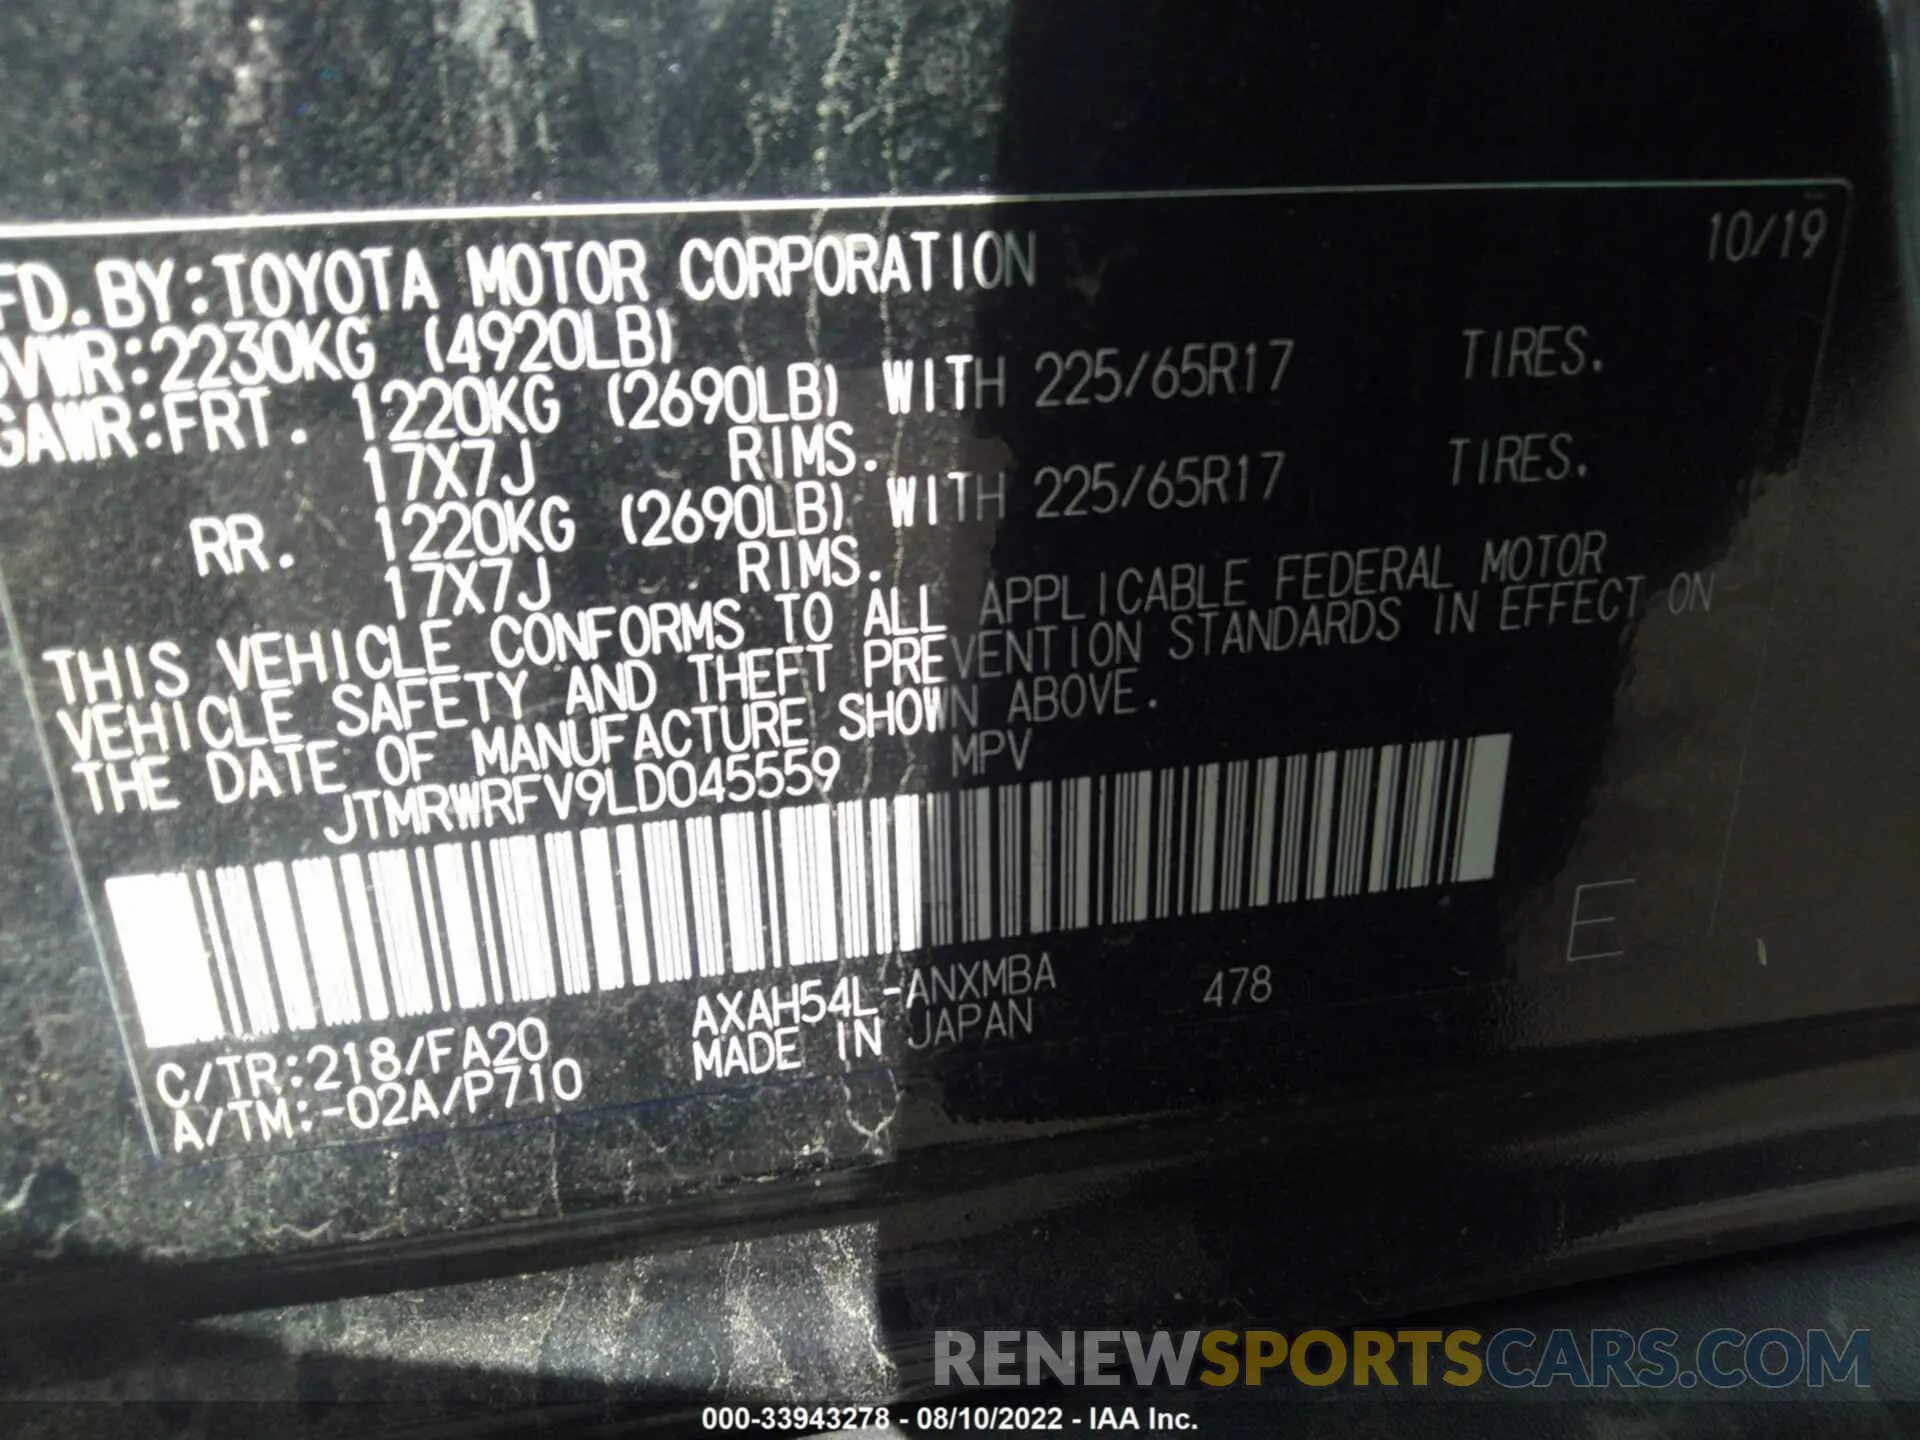 10/19
FD.BY:TOYOTA MOTOR CORPORATION
GVWR:2230KG (4920LB)
GAWR:FRT. 1220KG (2690LB) WITH 225/65R17 TIRES.
17X7J RIMS.
RR. 1220KG (2690LB) WITH 225/65R17 TIRES.
17X7J RIMS.
THIS VEHICLE CONFORMS TO ALL APPLICABLE FEDERAL MOTOR
VEHICLE SAFETY AND THEFT PREVENTION STANDARDS IN EFFECT ON
THE DATE OF MANUFACTURE SHOWN ABOVE.
JTMRWRFV9LD045559 MPV
E
C/TR:218/FA20 AXAH54L-ANXMBA 478
A/TM:-02A/P710 MADE IN JAPAN
RENEWSPORTSCARS.COM
000-33943278 - 08/10/2022 - IAA Inc.